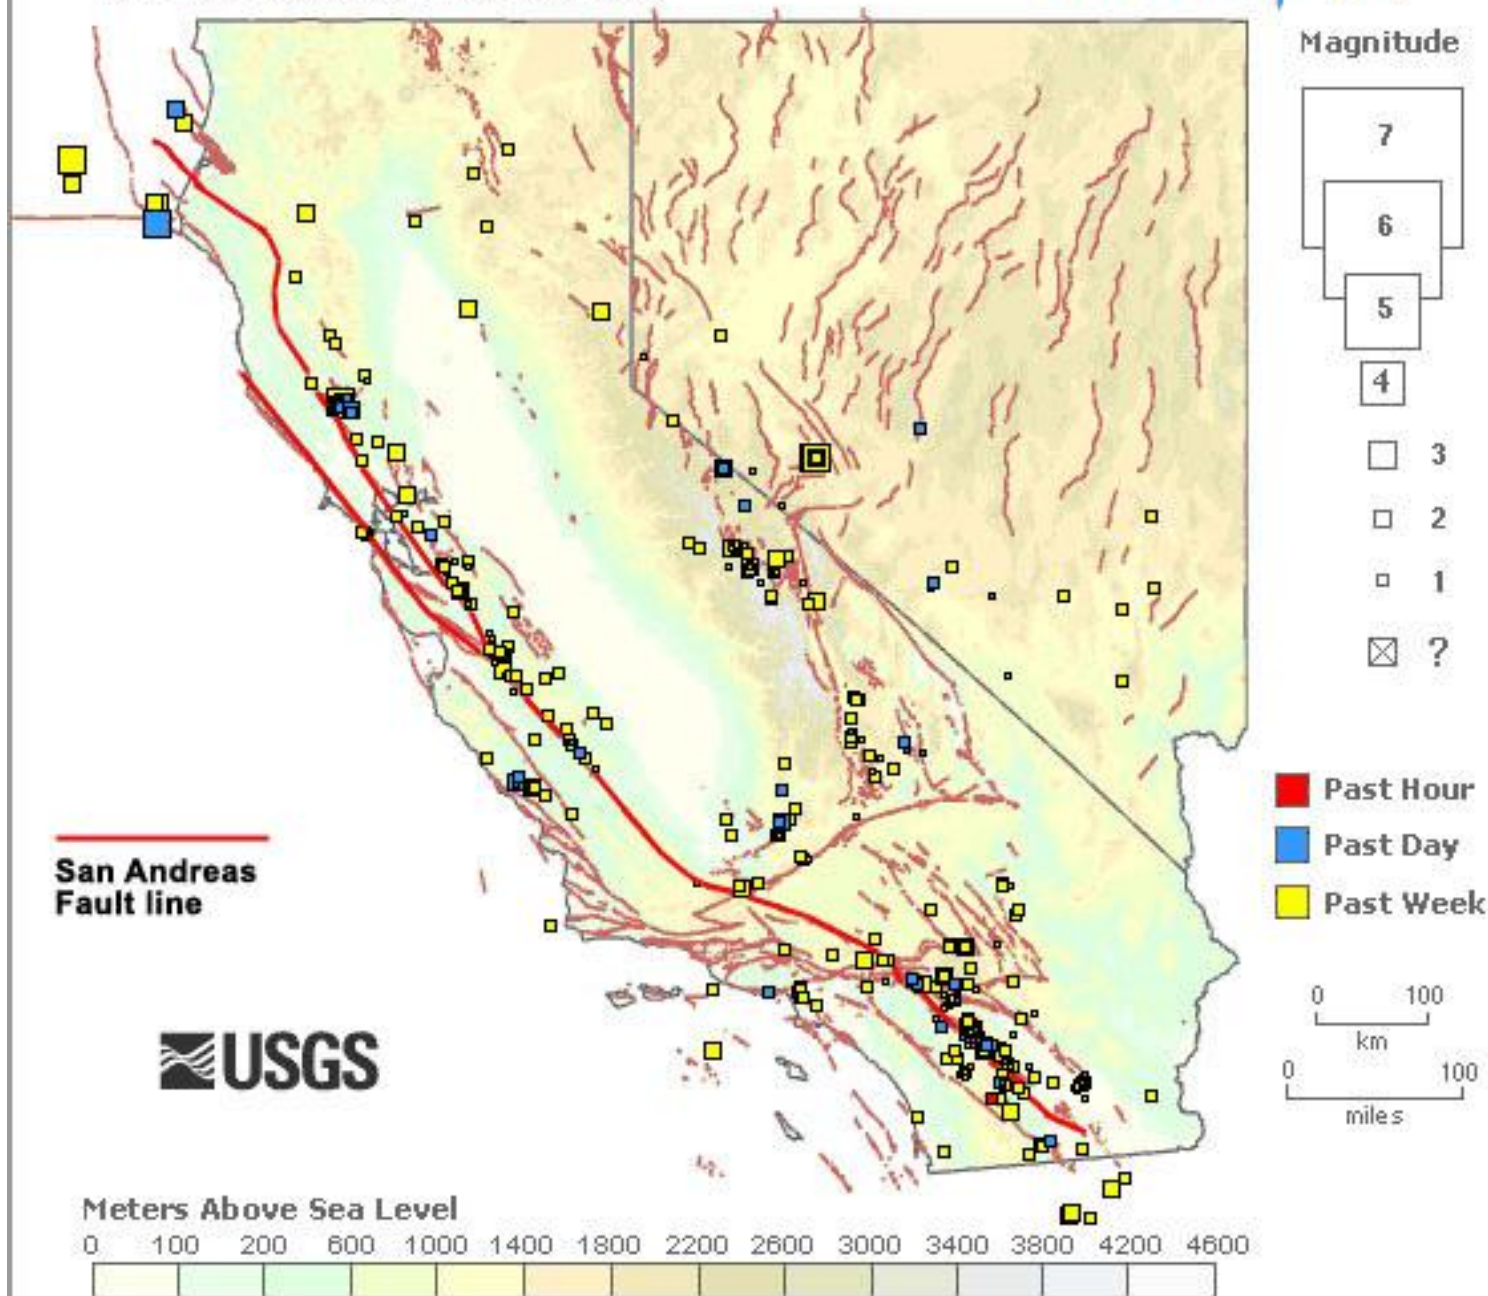 Magnitude
7
6
5
4
3
2
1
?
Past Hour
Past Day
Past Week
San Andreas
Fault line
0 100
km
0 100
miles
USGS
Meters Above Sea Level
0 100 200 600 1000 1400 1800 2200 2600 3000 3400 3800 4200 4600